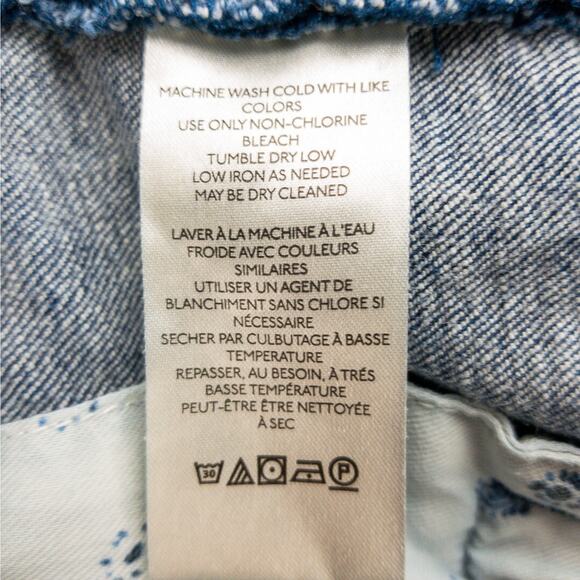 MACHINE WASH COLD WITH LIKE
COLORS
USE ONLY NON-CHLORINE
BLEACH
TUMBLE DRY LOW
LOW IRON AS NEEDED
MAY BE DRY CLEANED
LAVER À LA MACHINE À L'EAU
FROIDE AVEC COULEURS
SIMILAIRES
UTILISER UN AGENT DE
BLANCHIMENT SANS CHLORE SI
NÉCESSAIRE
SECHER PAR CULBUTAGE À BASSE
TEMPERATURE
REPASSER, AU BESOIN, À TRÉS
BASSE TEMPÉRATURE
PEUT-ÊTRE ÊTRE NETTOYÉE
À SEC
30 P